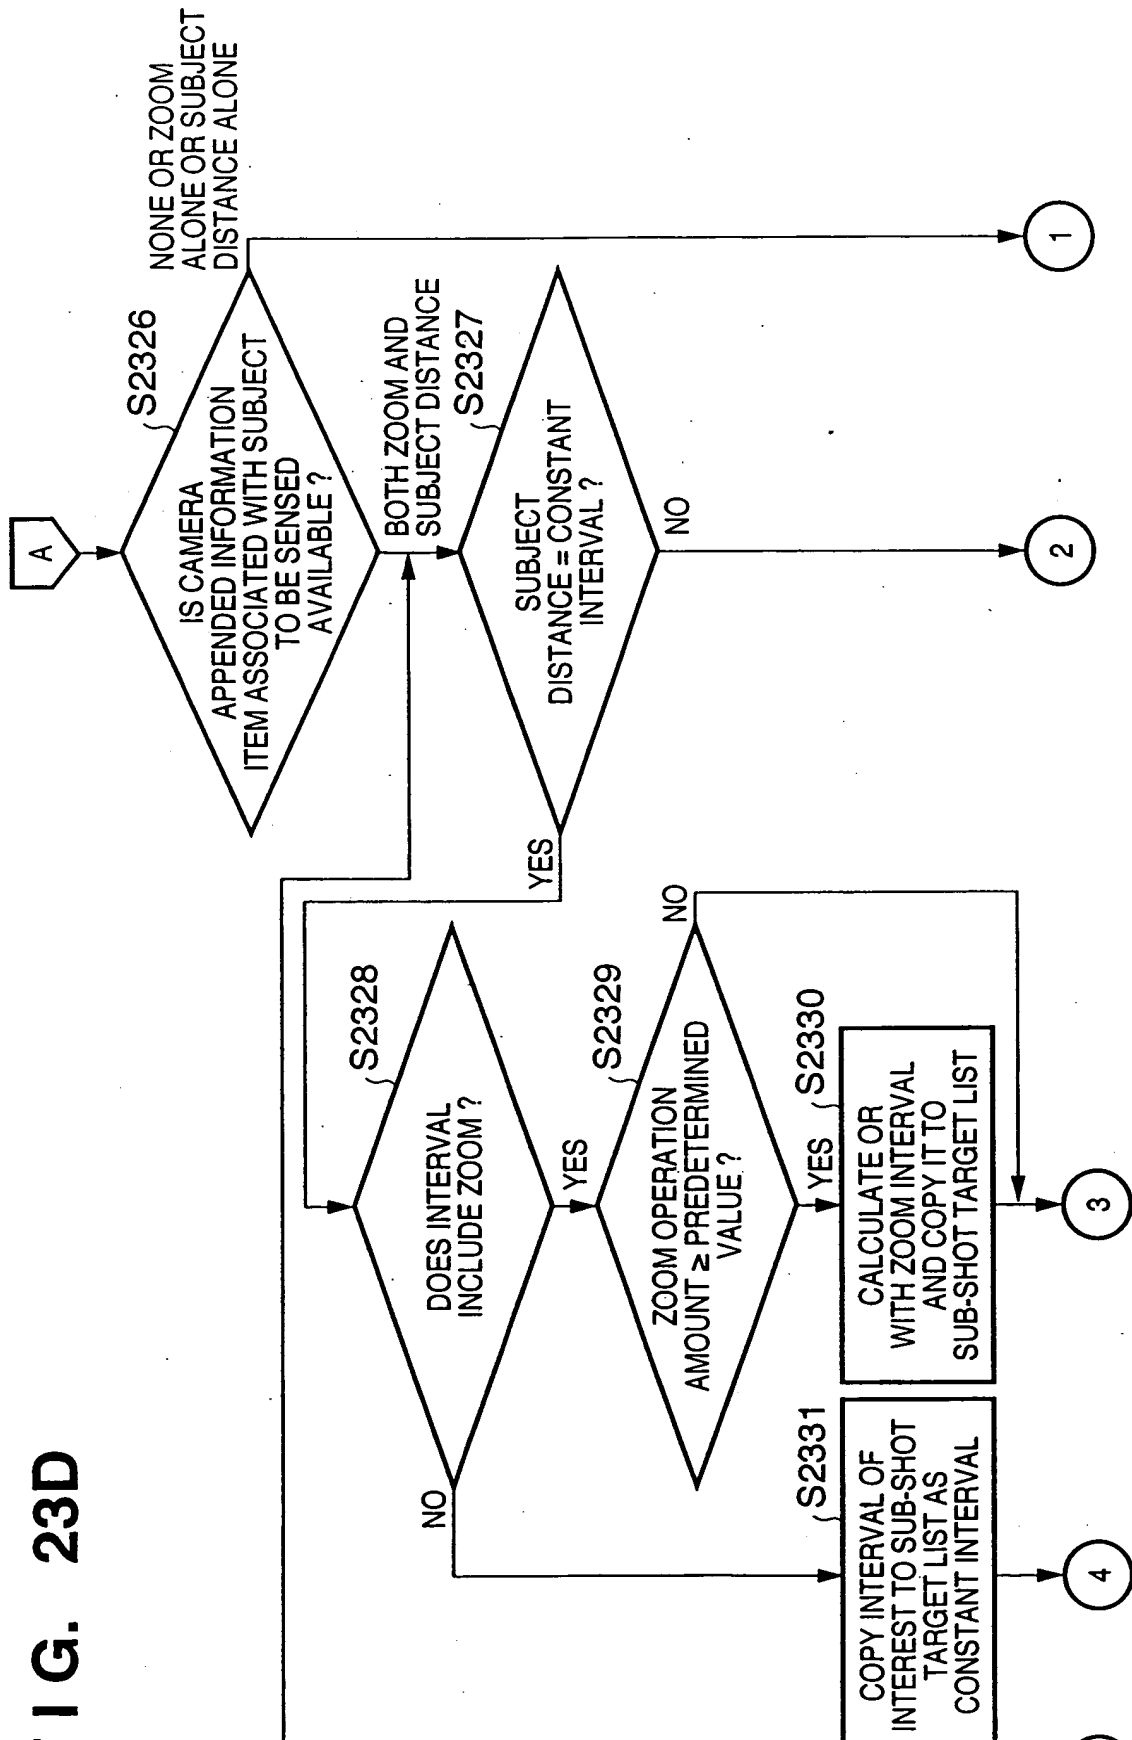 IG. 23D
A
S2326
IS CAMERA
APPENDED INFORMATION
ITEM ASSOCIATED WITH SUBJECT
TO BE SENSED
AVAILABLE ?
NONE OR ZOOM
ALONE OR SUBJECT
DISTANCE ALONE
BOTH ZOOM AND
SUBJECT DISTANCE
S2327
SUBJECT
DISTANCE = CONSTANT
INTERVAL ?
YES
NO
S2328
DOES INTERVAL
INCLUDE ZOOM ?
NO
YES
S2329
ZOOM OPERATION
AMOUNT ≥ PREDETERMINED
VALUE ?
NO
YES
S2330
CALCULATE OR
WITH ZOOM INTERVAL
AND COPY IT TO
SUB-SHOT TARGET LIST
S2331
COPY INTERVAL OF
INTEREST TO SUB-SHOT
TARGET LIST AS
CONSTANT INTERVAL
4
3
2
1